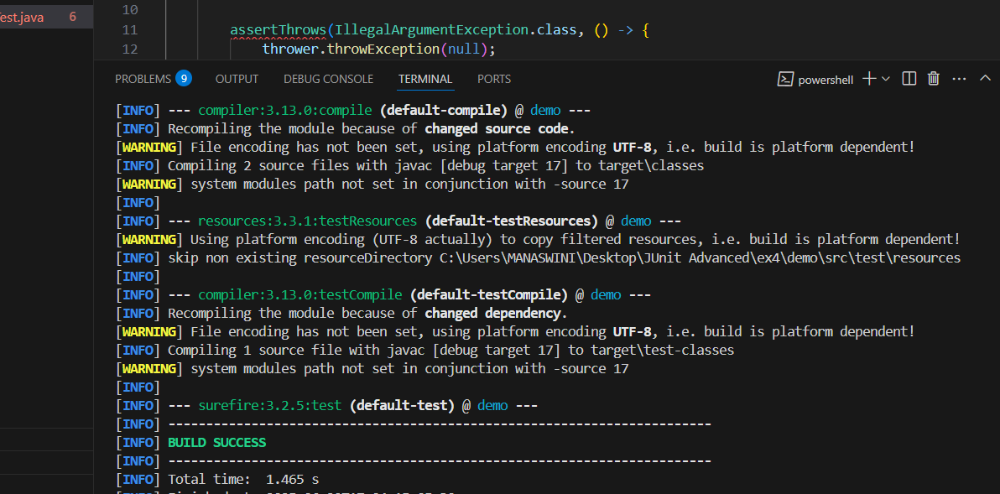 est.java 6
10
11 assertThrows(IllegalArgumentException.class, () -> {
12 thrower.throwException(null);
PROBLEMS 9 OUTPUT DEBUG CONSOLE TERMINAL PORTS powershell
[INFO] --- compiler:3.13.0:compile (default-compile) @ demo ---
[INFO] Recompiling the module because of changed source code.
[WARNING] File encoding has not been set, using platform encoding UTF-8, i.e. build is platform dependent!
[INFO] Compiling 2 source files with javac [debug target 17] to target\classes
[WARNING] system modules path not set in conjunction with -source 17
[INFO]
[INFO] --- resources:3.3.1:testResources (default-testResources) @ demo ---
[WARNING] Using platform encoding (UTF-8 actually) to copy filtered resources, i.e. build is platform dependent!
[INFO] skip non existing resourceDirectory C:\Users\MANASWINI\Desktop\JUnit Advanced\ex4\demo\src\test\resources
[INFO]
[INFO] --- compiler:3.13.0:testCompile (default-testCompile) @ demo ---
[INFO] Recompiling the module because of changed dependency.
[WARNING] File encoding has not been set, using platform encoding UTF-8, i.e. build is platform dependent!
[INFO] Compiling 1 source file with javac [debug target 17] to target\test-classes
[WARNING] system modules path not set in conjunction with -source 17
[INFO]
[INFO] --- surefire:3.2.5:test (default-test) @ demo ---
[INFO] ------------------------------------------------------------------------
[INFO] BUILD SUCCESS
[INFO] ------------------------------------------------------------------------
[INFO] Total time:  1.465 s